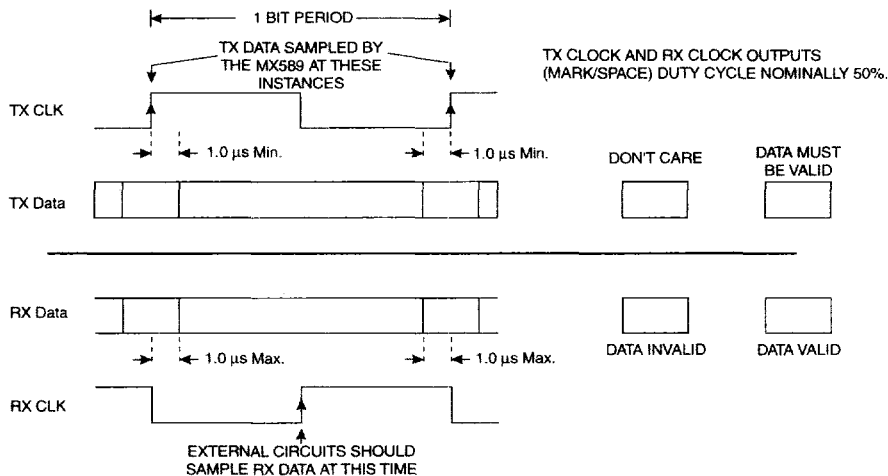 1 BIT PERIOD
TX DATA SAMPLED BY
THE MX589 AT THESE
INSTANCES
TX CLOCK AND RX CLOCK OUTPUTS
(MARK/SPACE) DUTY CYCLE NOMINALLY 50%.
TX CLK
1.0 µs Min.
1.0 µs Min.
DON'T CARE
DATA MUST
BE VALID
TX Data
RX Data
1.0 µs Max.
1.0 µs Max.
DATA INVALID
DATA VALID
RX CLK
EXTERNAL CIRCUITS SHOULD
SAMPLE RX DATA AT THIS TIME